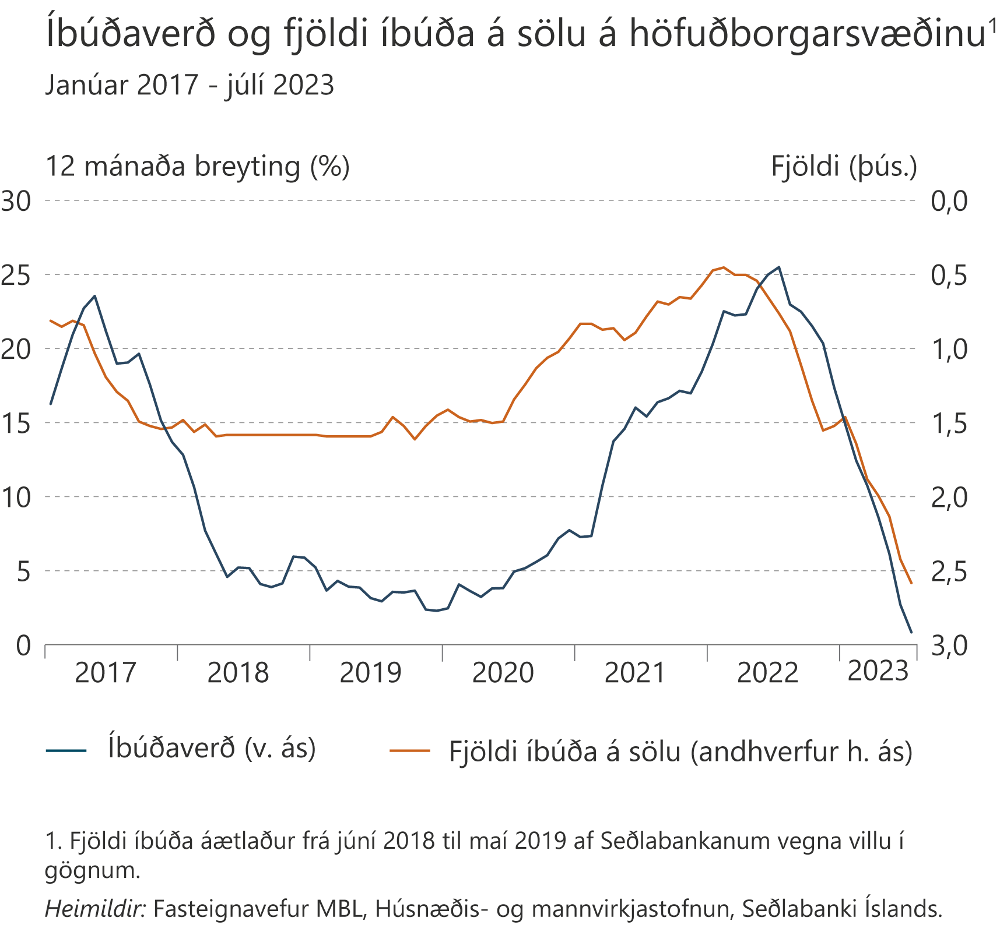 Íbúðaverð og fjöldi íbúða á sölu á höfuðborgarsvæðinu¹
Janúar 2017 - júlí 2023
12 mánaða breyting (%) Fjöldi (þús.)
30 0,0
25 0,5
20 1,0
15 1,5
10 2,0
5 2,5
0 3,0
2017 2018 2019 2020 2021 2022 2023
Íbúðaverð (v. ás) Fjöldi íbúða á sölu (andhverfur h. ás)
1. Fjöldi íbúða áætlaður frá júní 2018 til maí 2019 af Seðlabankanum vegna villu í
gögnum.
Heimildir: Fasteignavefur MBL, Húsnæðis- og mannvirkjastofnun, Seðlabanki Íslands.